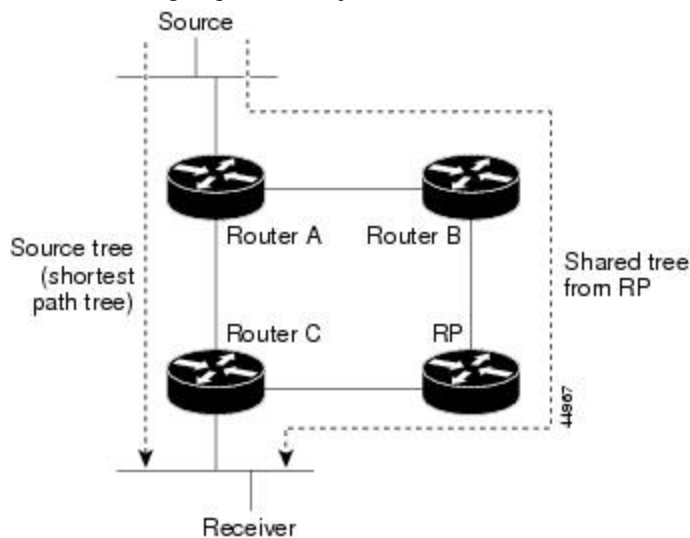 Source
Router A
Router B
Source tree
(shortest
path tree)
Shared tree
from RP
Router C
RP
44967
Receiver